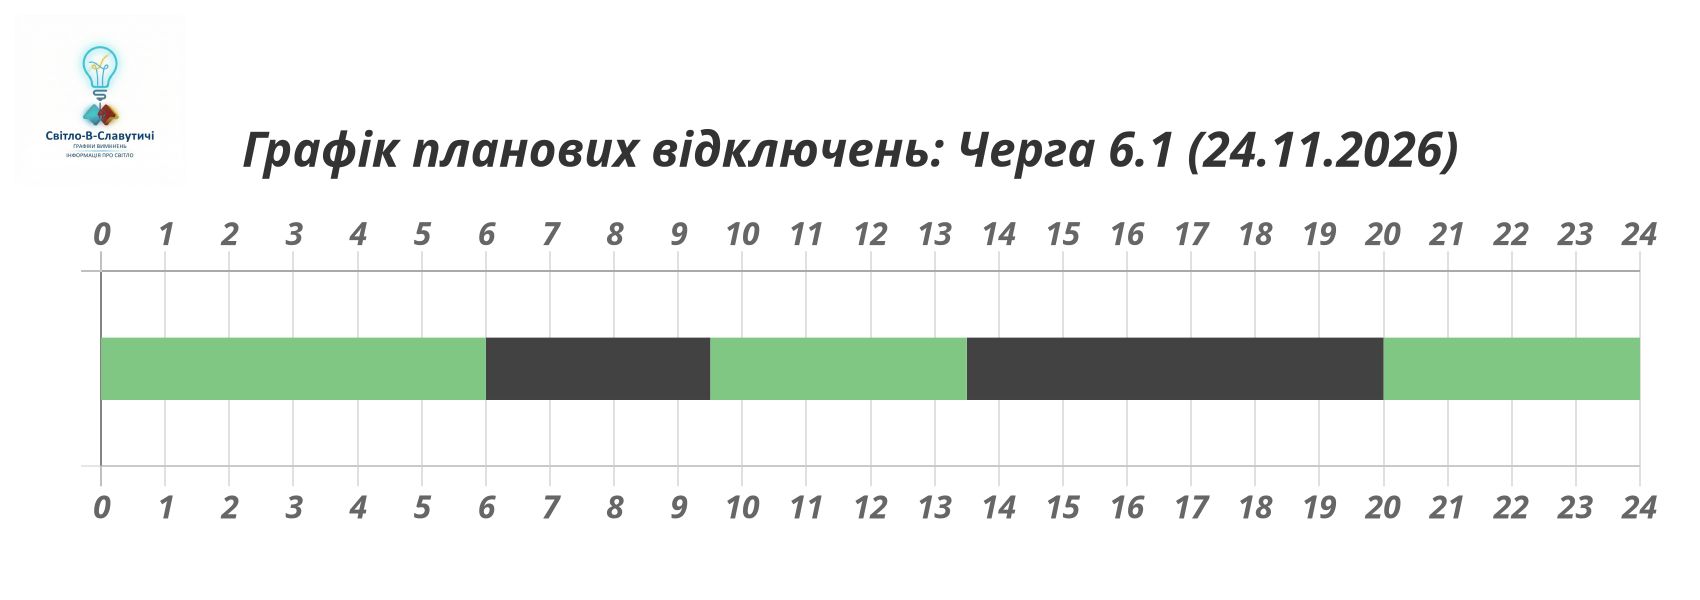 Світло-В-Славутичі
ГРАФІКИ ВИМКНЕНЬ
ІНФОРМАЦІЯ ПРО СВІТЛО
Графік планових відключень: Черга 6.1 (24.11.2026)
0 1 2 3 4 5 6 7 8 9 10 11 12 13 14 15 16 17 18 19 20 21 22 23 24
0 1 2 3 4 5 6 7 8 9 10 11 12 13 14 15 16 17 18 19 20 21 22 23 24